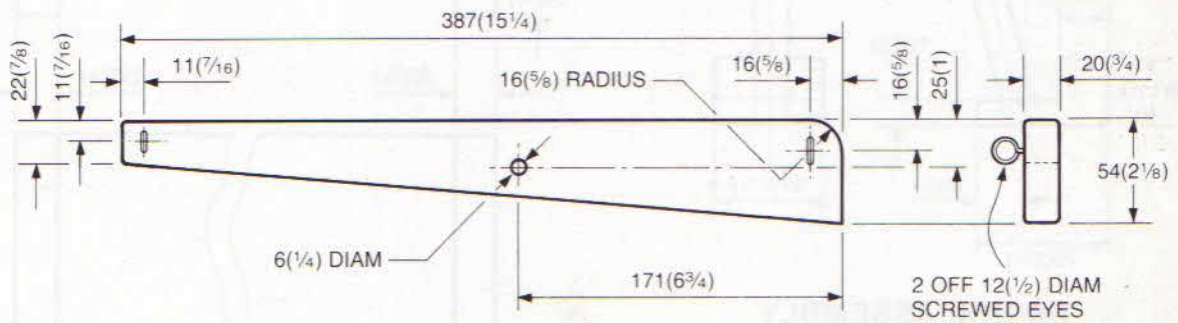 387(15¼)
22(⅞)
11(7/16)
11(7/16)
16(⅝) RADIUS
16(⅝)
16(⅝)
25(1)
20(¾)
54(2⅛)
6(¼) DIAM
171(6¾)
2 OFF 12(½) DIAM
SCREWED EYES